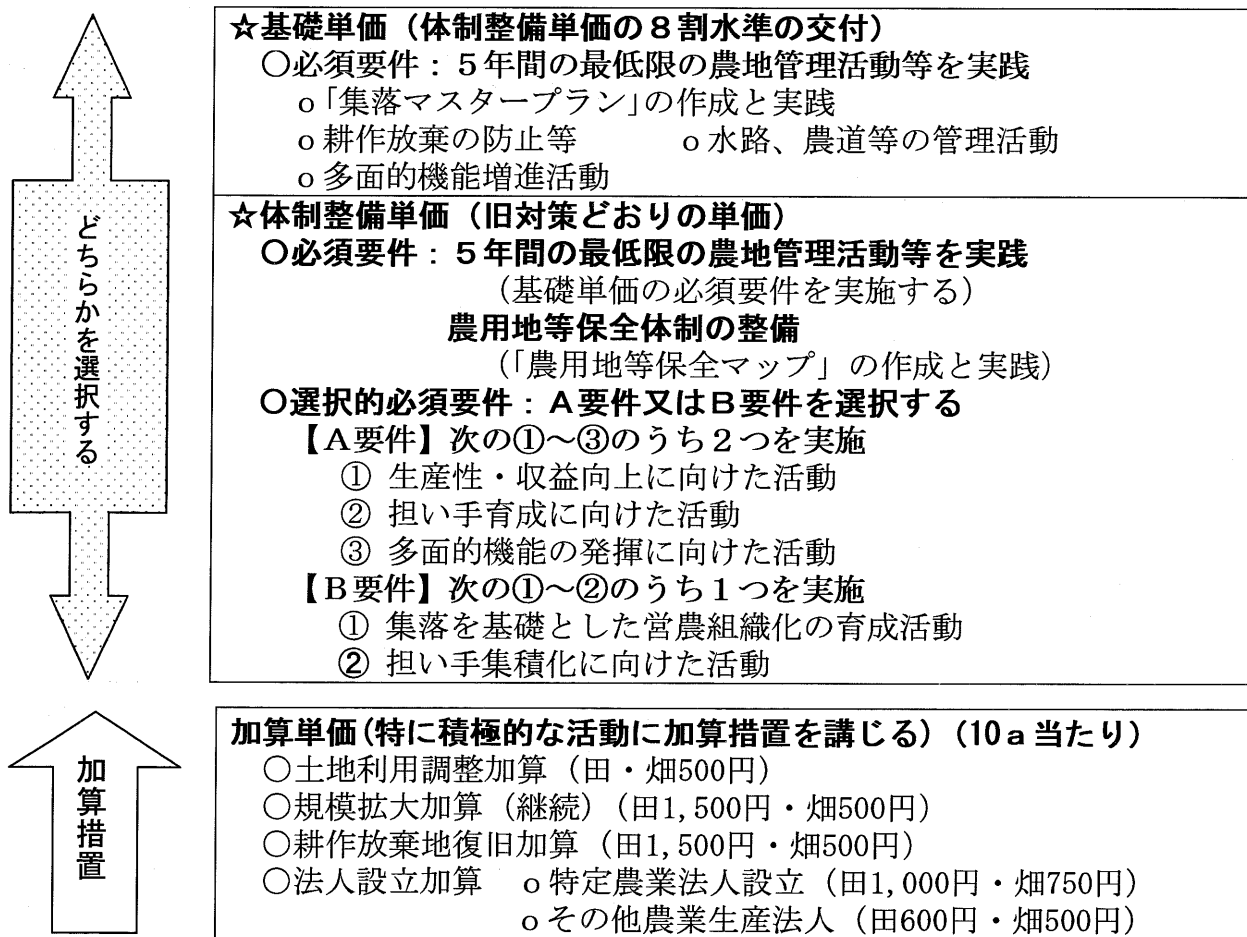 どちらかを選択する
☆基礎単価（体制整備単価の８割水準の交付）
○必須要件：５年間の最低限の農地管理活動等を実践
o「集落マスタープラン」の作成と実践
o耕作放棄の防止等　o水路、農道等の管理活動
o多面的機能増進活動
☆体制整備単価（旧対策どおりの単価）
○必須要件：５年間の最低限の農地管理活動等を実践
（基礎単価の必須要件を実施する）
農用地等保全体制の整備
（「農用地等保全マップ」の作成と実践）
○選択的必須要件：Ａ要件又はＢ要件を選択する
【Ａ要件】次の①～③のうち２つを実施
① 生産性・収益向上に向けた活動
② 担い手育成に向けた活動
③ 多面的機能の発揮に向けた活動
【Ｂ要件】次の①～②のうち１つを実施
① 集落を基礎とした営農組織化の育成活動
② 担い手集積化に向けた活動
加算措置
加算単価(特に積極的な活動に加算措置を講じる)（10ａ当たり）
○土地利用調整加算（田・畑500円）
○規模拡大加算（継続）（田1,500円・畑500円）
○耕作放棄地復旧加算（田1,500円・畑500円）
○法人設立加算　o特定農業法人設立（田1,000円・畑750円）
oその他農業生産法人（田600円・畑500円）